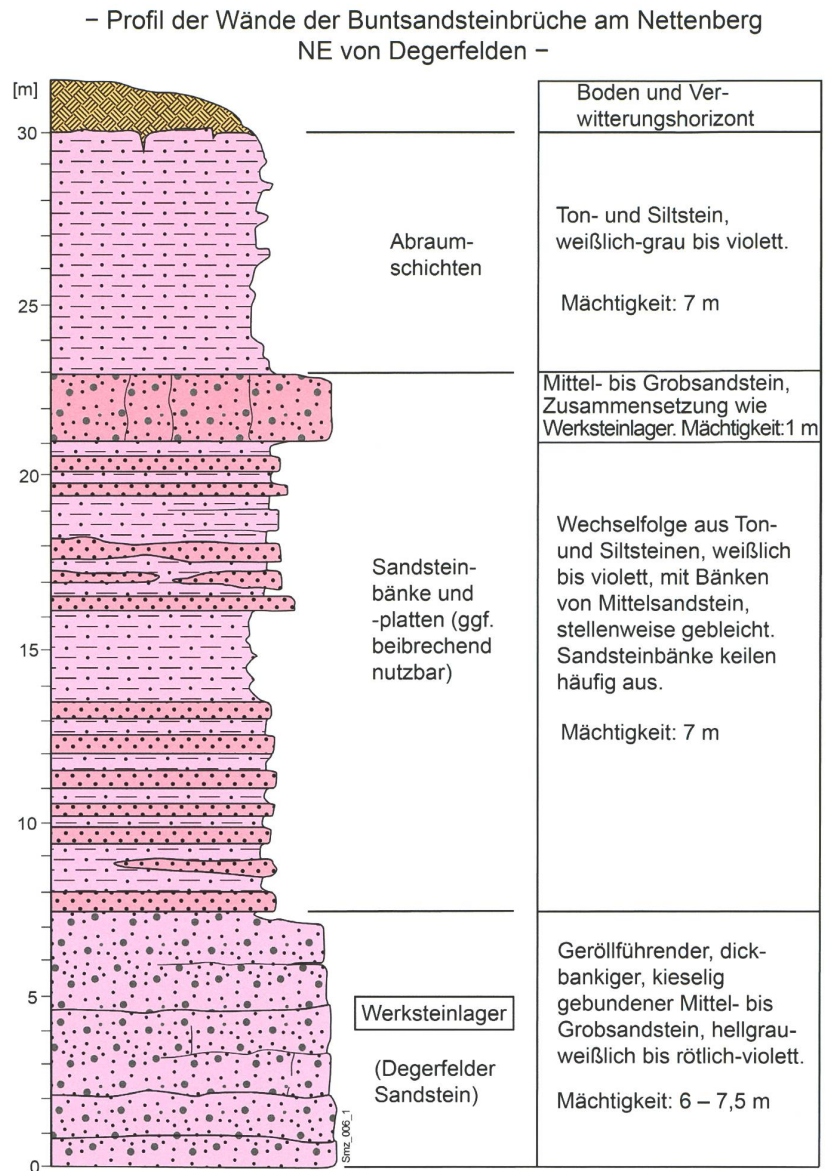 – Profil der Wände der Buntsandsteinbrüche am Nettenberg
NE von Degerfelden –
[m]
30
25
20
15
10
5
0
Abraum-
schichten
Sandstein-
bänke und
-platten (ggf.
beibrechend
nutzbar)
Werksteinlager
(Degerfelder
Sandstein)
Smz_006_1
Boden und Ver-
witterungshorizont
Ton- und Siltstein,
weißlich-grau bis violett.
Mächtigkeit: 7 m
Mittel- bis Grobsandstein,
Zusammensetzung wie
Werksteinlager. Mächtigkeit:1 m
Wechselfolge aus Ton-
und Siltsteinen, weißlich
bis violett, mit Bänken
von Mittelsandstein,
stellenweise gebleicht.
Sandsteinbänke keilen
häufig aus.
Mächtigkeit: 7 m
Geröllführender, dick-
bankiger, kieselig
gebundener Mittel- bis
Grobsandstein, hellgrau-
weißlich bis rötlich-violett.
Mächtigkeit: 6 – 7,5 m